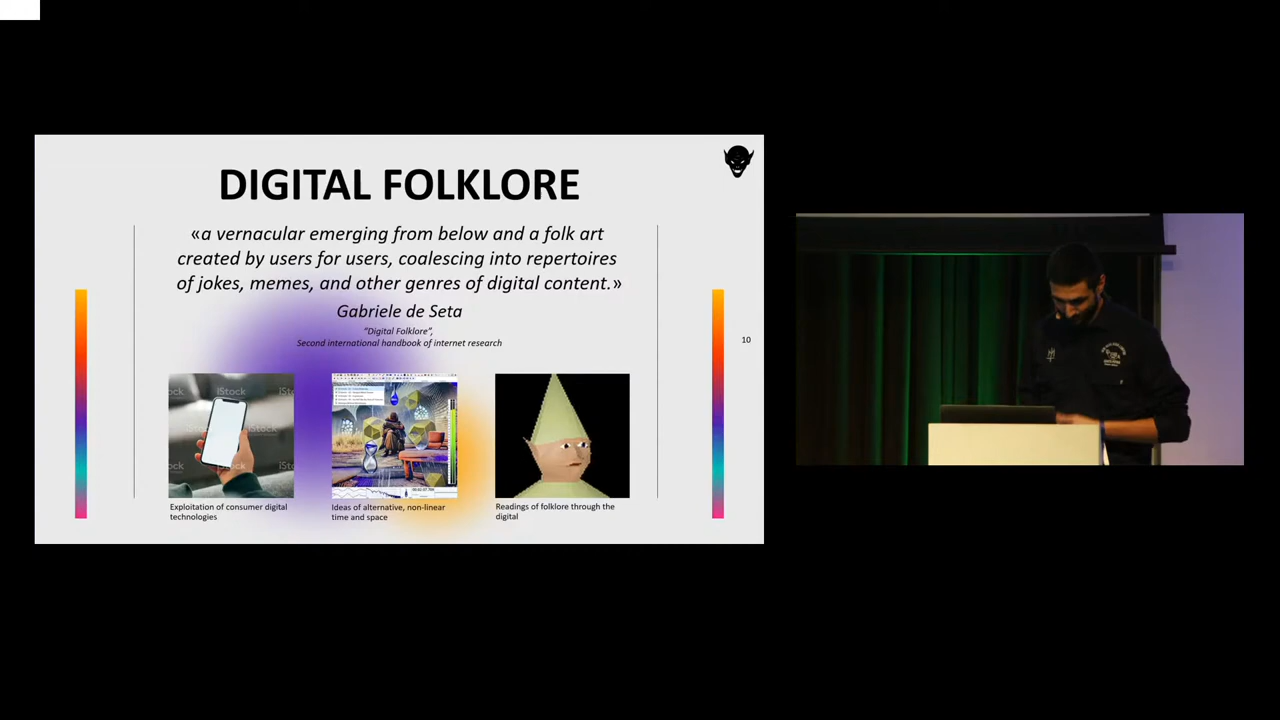 DIGITAL FOLKLORE
«a vernacular emerging from below and a folk art
created by users for users, coalescing into repertoires
of jokes, memes, and other genres of digital content.»
Gabriele de Seta
"Digital Folklore",
Second international handbook of internet research
10
iStock
Exploitation of consumer digital
technologies
Ideas of alternative, non-linear
time and space
Readings of folklore through the
digital